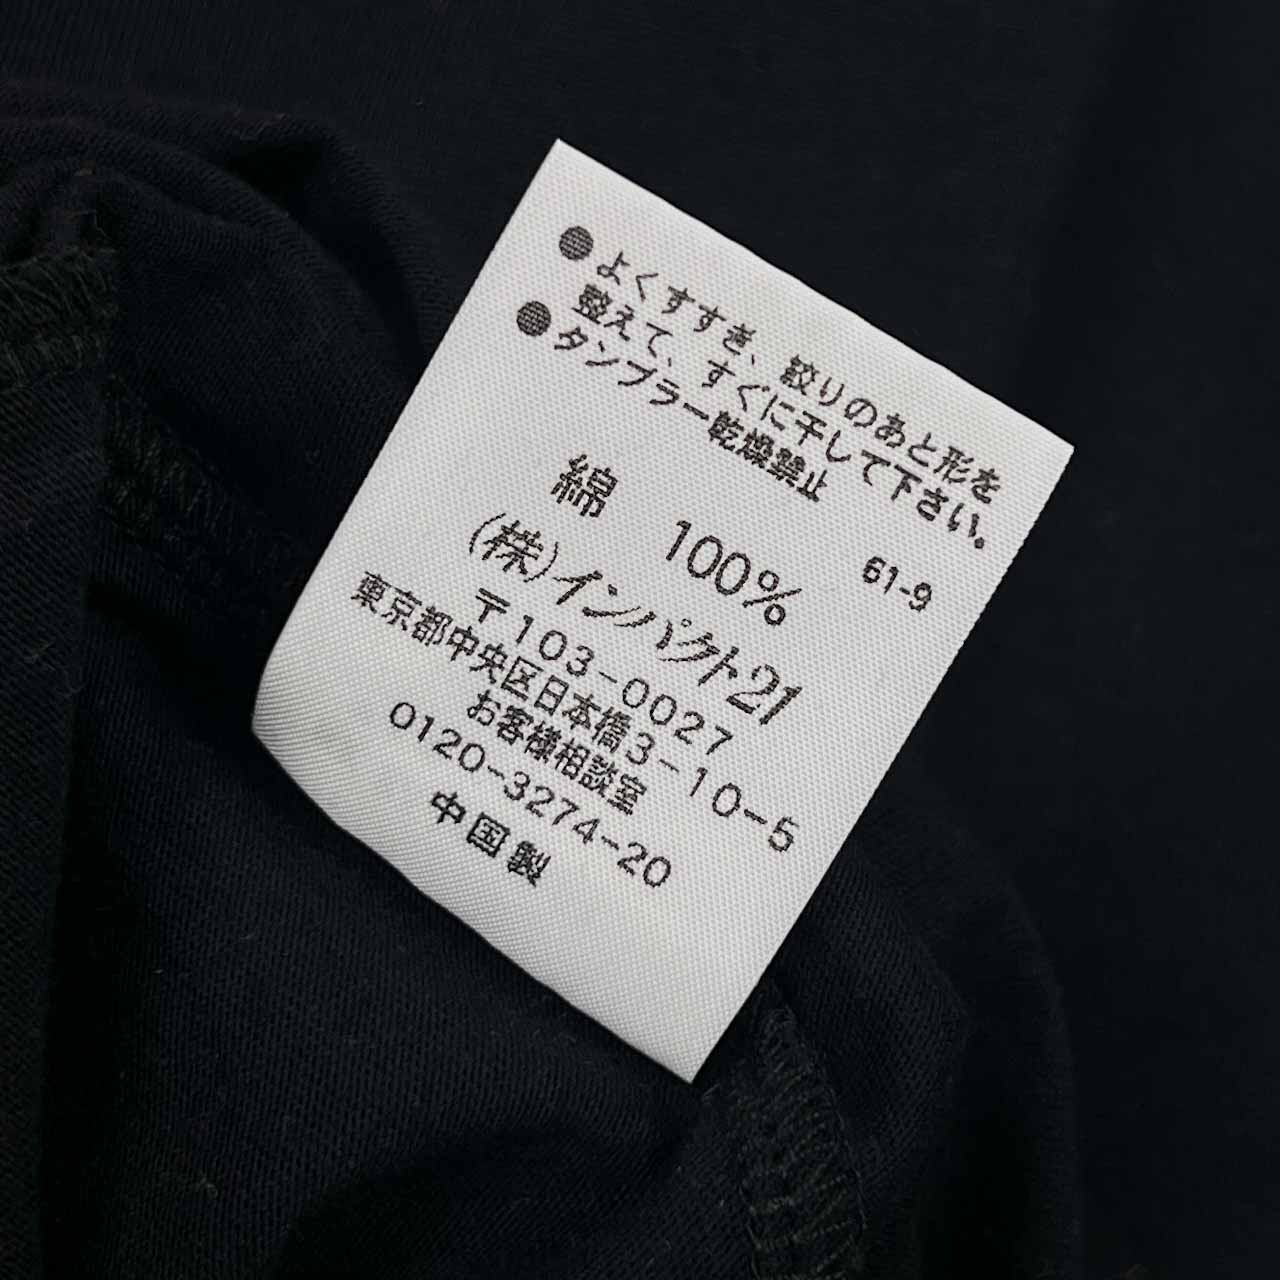 ●よくすすぎ、絞りのあと形を
整えて、すぐに干して下さい。
●タンブラー乾燥禁止
61-9
綿 100%
(株)インパクト21
〒103-0027
東京都中央区日本橋3-10-5
お客様相談室
0120-3274-20
中国製